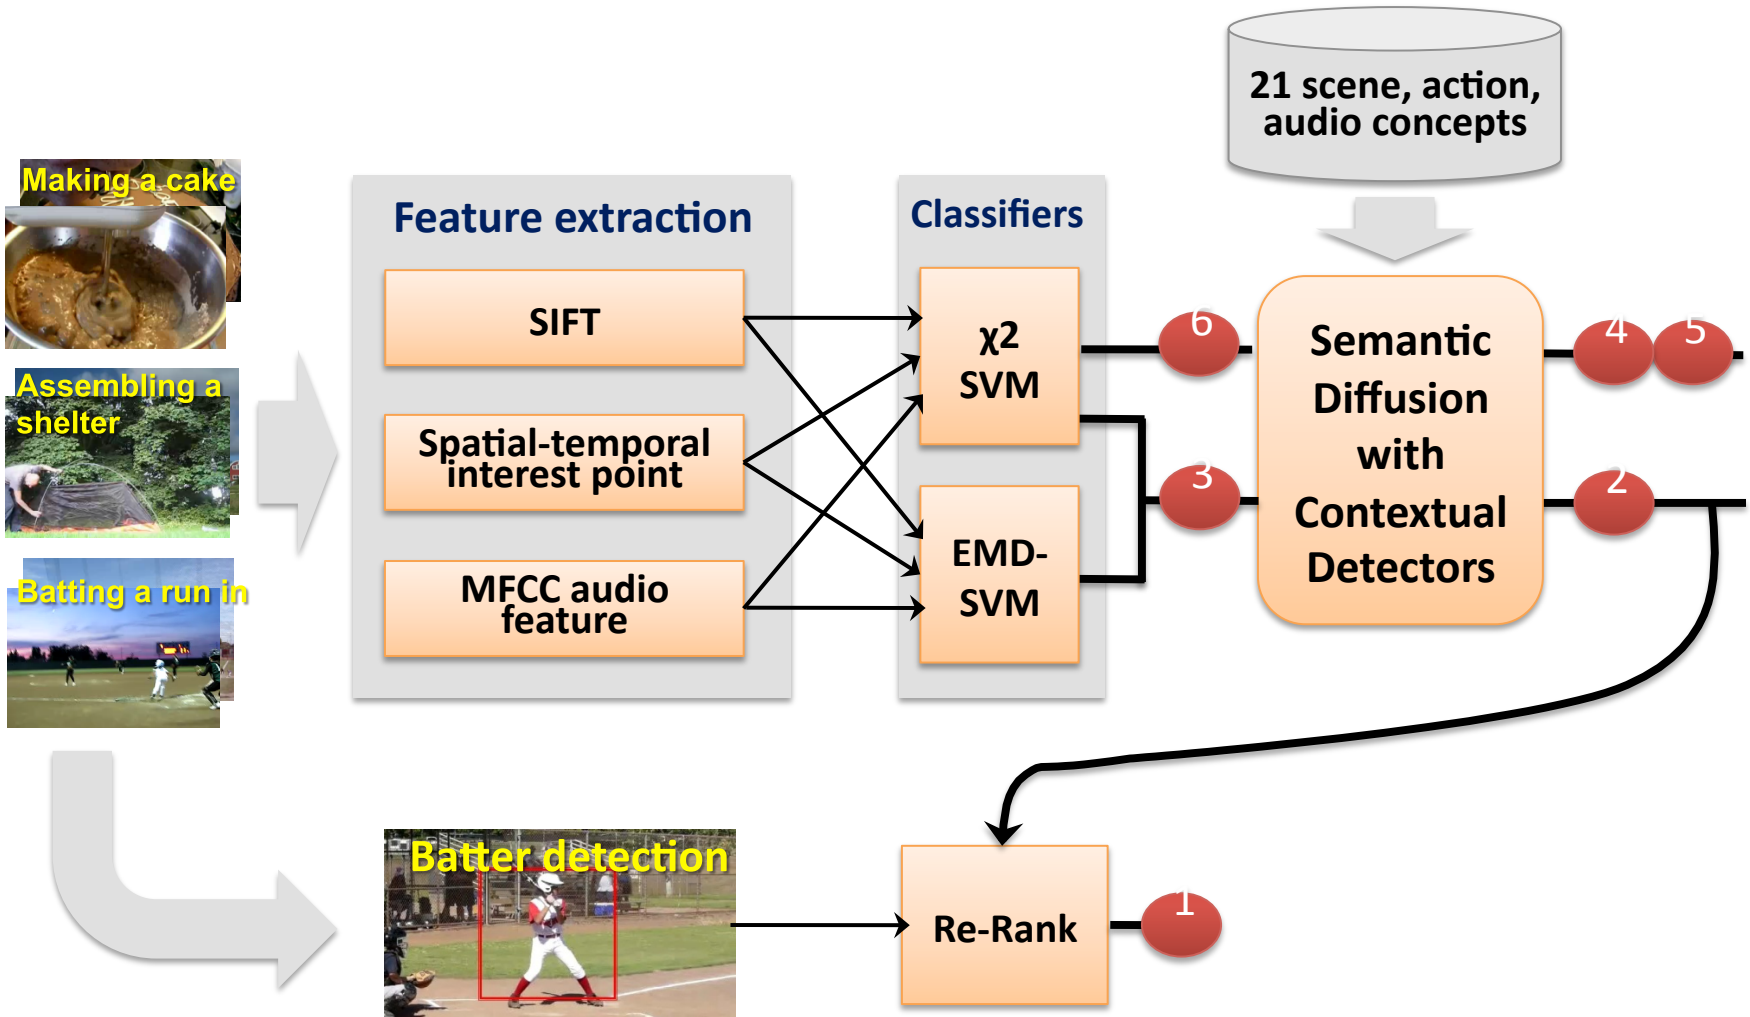 21 scene, action,
audio concepts
Making a cake
Assembling a
shelter
Batting a run in
Feature extraction
SIFT
Spatial-temporal
interest point
MFCC audio
feature
Classifiers
χ2
SVM
EMD-
SVM
6
3
Semantic
Diffusion
with
Contextual
Detectors
4
5
2
Batter detection
Re-Rank
1